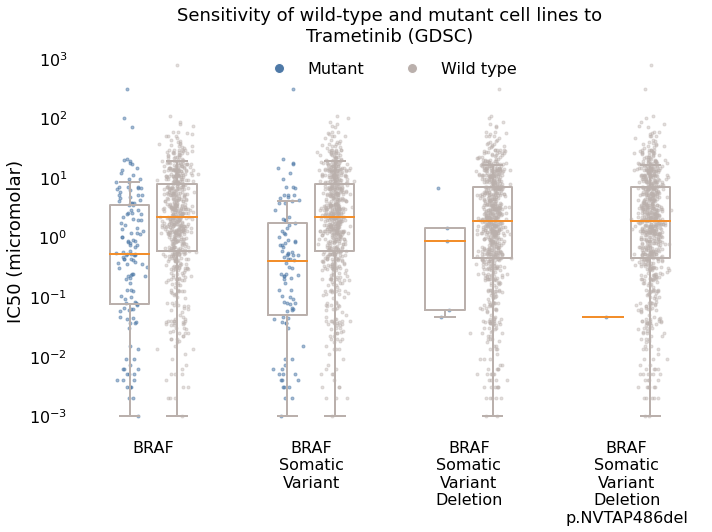 Sensitivity of wild-type and mutant cell lines to
Trametinib (GDSC)
Mutant
Wild type
IC50 (micromolar)
10³
10²
10¹
10⁰
10⁻¹
10⁻²
10⁻³
BRAF
BRAF
Somatic
Variant
BRAF
Somatic
Variant
Deletion
BRAF
Somatic
Variant
Deletion
p.NVTAP486del